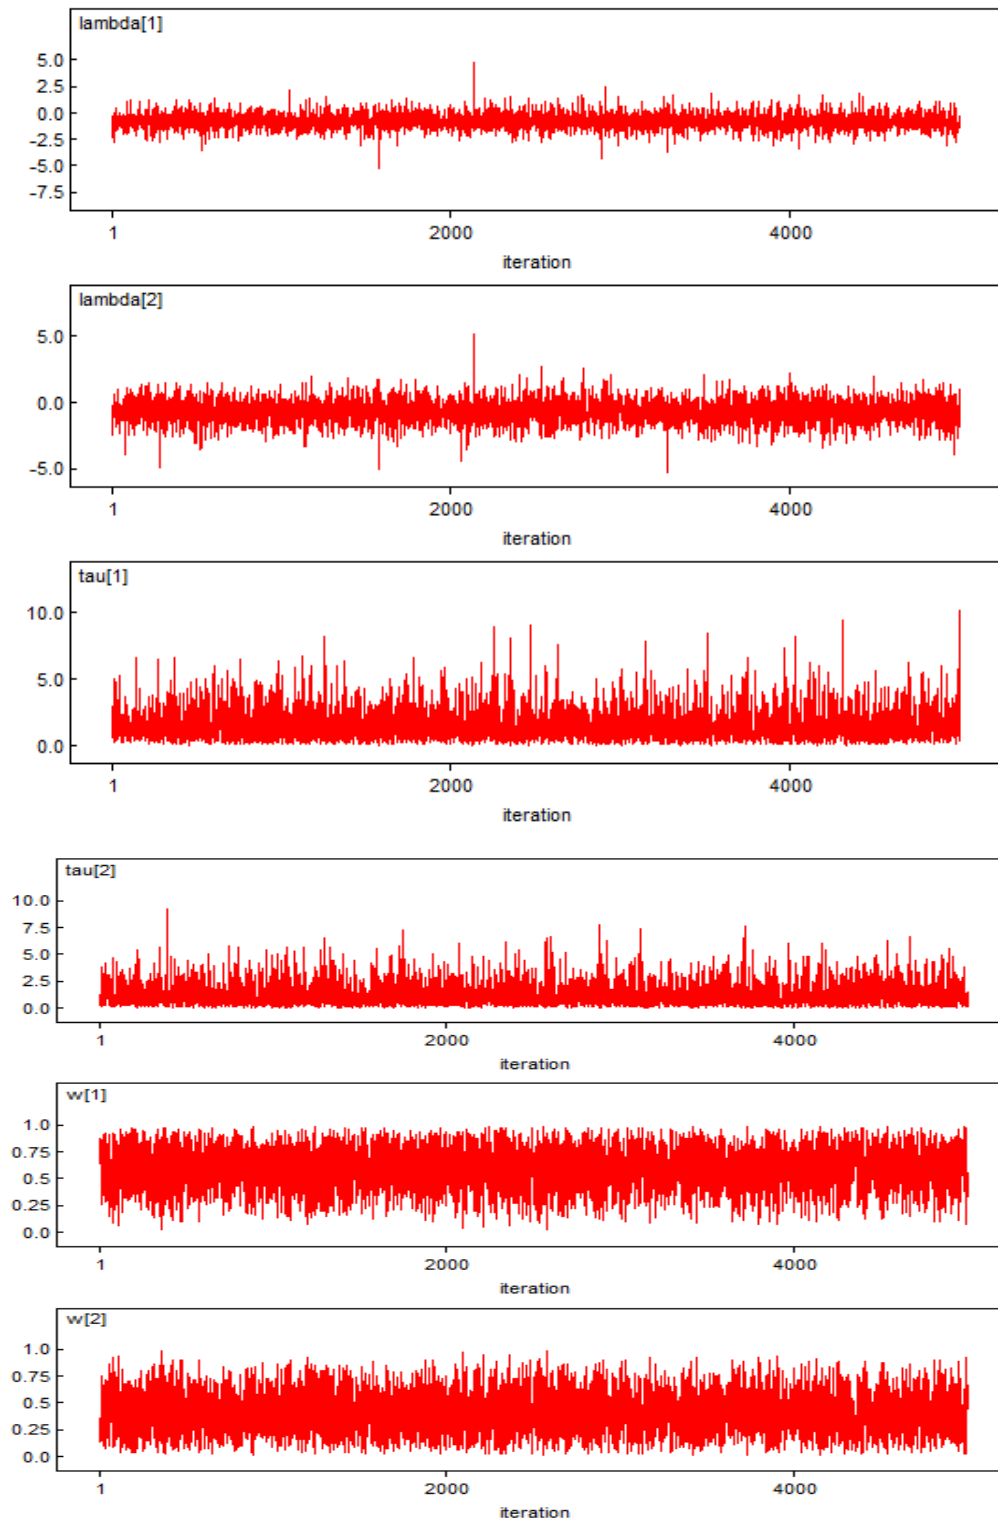 lambda[1]
5.0
2.5
0.0
-2.5
-5.0
-7.5
1 2000 4000
iteration
lambda[2]
5.0
0.0
-5.0
1 2000 4000
iteration
tau[1]
10.0
5.0
0.0
1 2000 4000
iteration
tau[2]
10.0
7.5
5.0
2.5
0.0
1 2000 4000
iteration
w[1]
1.0
0.75
0.5
0.25
0.0
1 2000 4000
iteration
w[2]
1.0
0.75
0.5
0.25
0.0
1 2000 4000
iteration